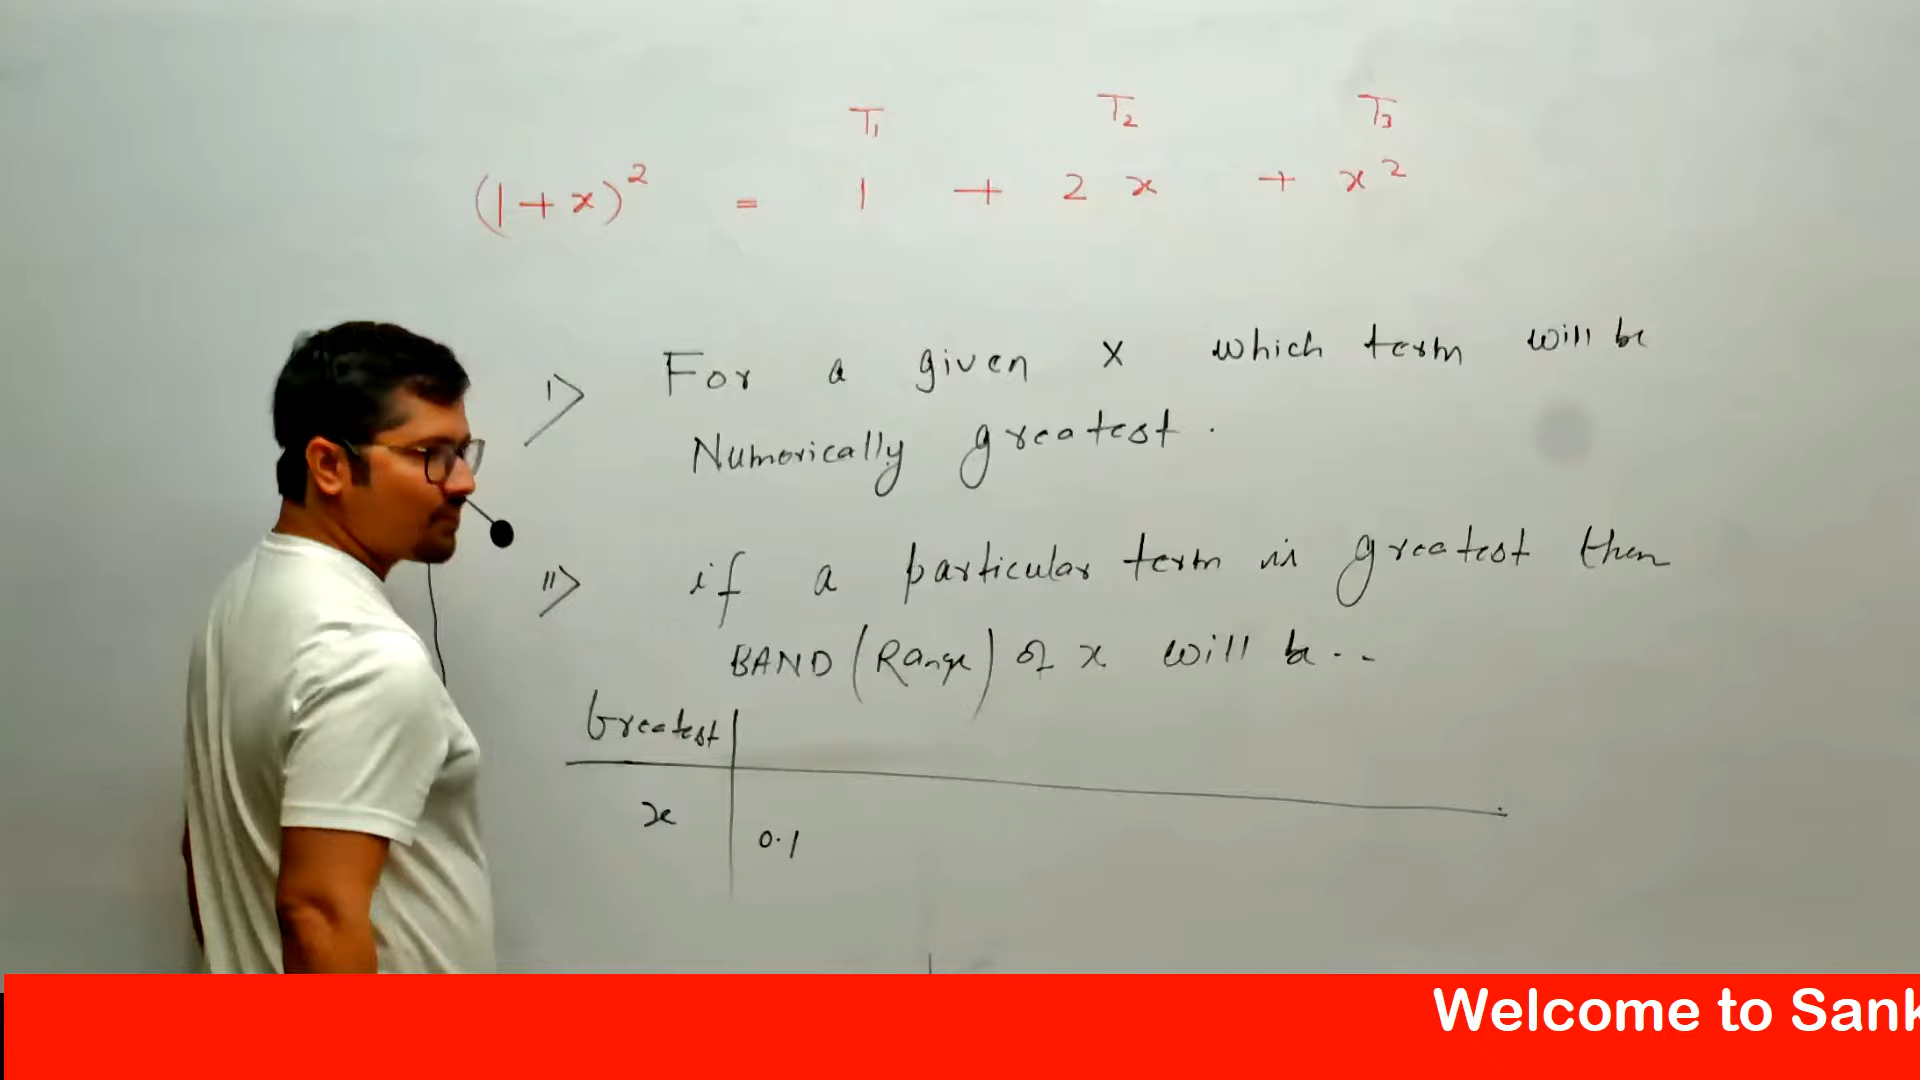 T₁ T₂ T₃
(1+x)² = 1 + 2x + x²
I> For a given x which term will be
Numerically greatest.
II> if a particular term is greatest then
BAND (Range) of x will be ..
Greatest
x 0.1
Welcome to Sank